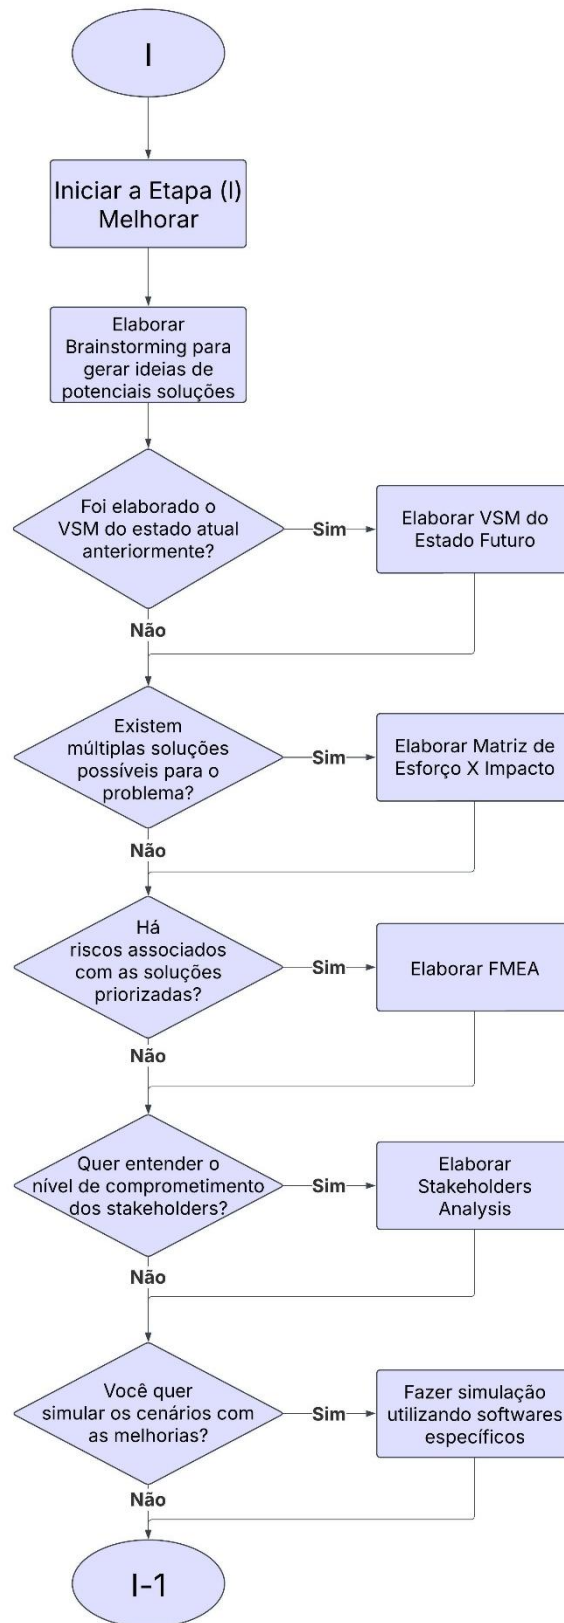 I
Iniciar a Etapa (I)
Melhorar
Elaborar
Brainstorming para
gerar ideias de
potenciais soluções
Foi elaborado o
VSM do estado atual
anteriormente?
Sim
Elaborar VSM do
Estado Futuro
Não
Existem
múltiplas soluções
possíveis para o
problema?
Sim
Elaborar Matriz de
Esforço X Impacto
Não
Há
riscos associados
com as soluções
priorizadas?
Sim
Elaborar FMEA
Não
Quer entender o
nível de comprometimento
dos stakeholders?
Sim
Elaborar
Stakeholders
Analysis
Não
Você quer
simular os cenários com
as melhorias?
Sim
Fazer simulação
utilizando softwares
específicos
Não
I-1